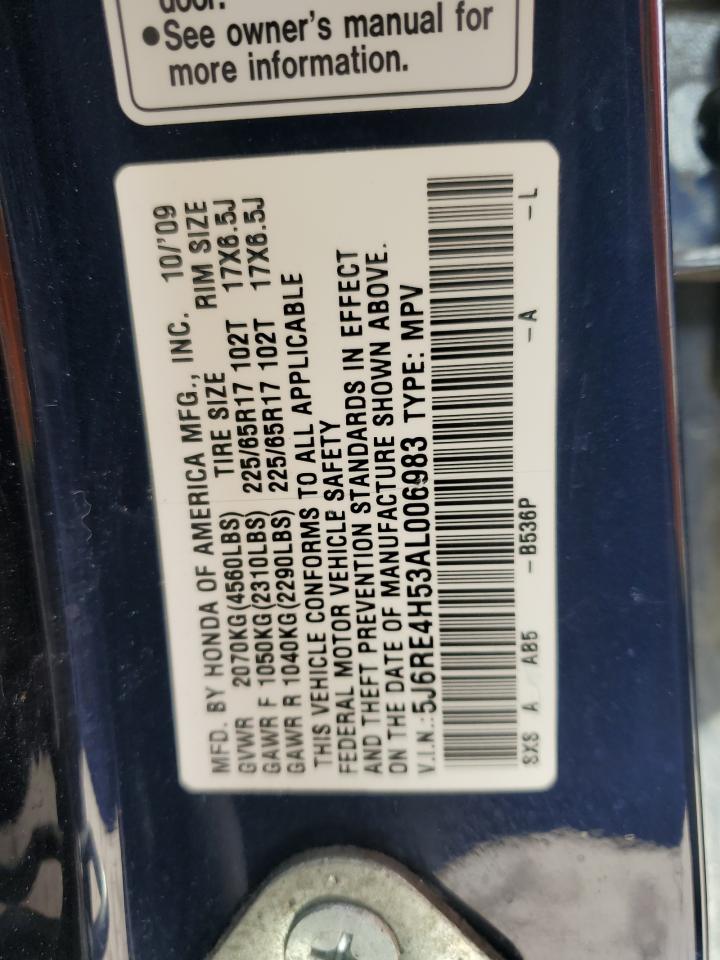 door.
●See owner's manual for
more information.
MFD. BY HONDA OF AMERICA MFG., INC. 10/'09
GVWR 2070KG(4560LBS) TIRE SIZE RIM SIZE
GAWR F 1050KG(2310LBS) 225/65R17 102T 17X6.5J
GAWR R 1040KG(2290LBS) 225/65R17 102T 17X6.5J
THIS VEHICLE CONFORMS TO ALL APPLICABLE
FEDERAL MOTOR VEHICLE SAFETY
AND THEFT PREVENTION STANDARDS IN EFFECT
ON THE DATE OF MANUFACTURE SHOWN ABOVE.
V.I.N.:5J6RE4H53AL006983 TYPE: MPV
SXS A AB5 -B536P -A -L